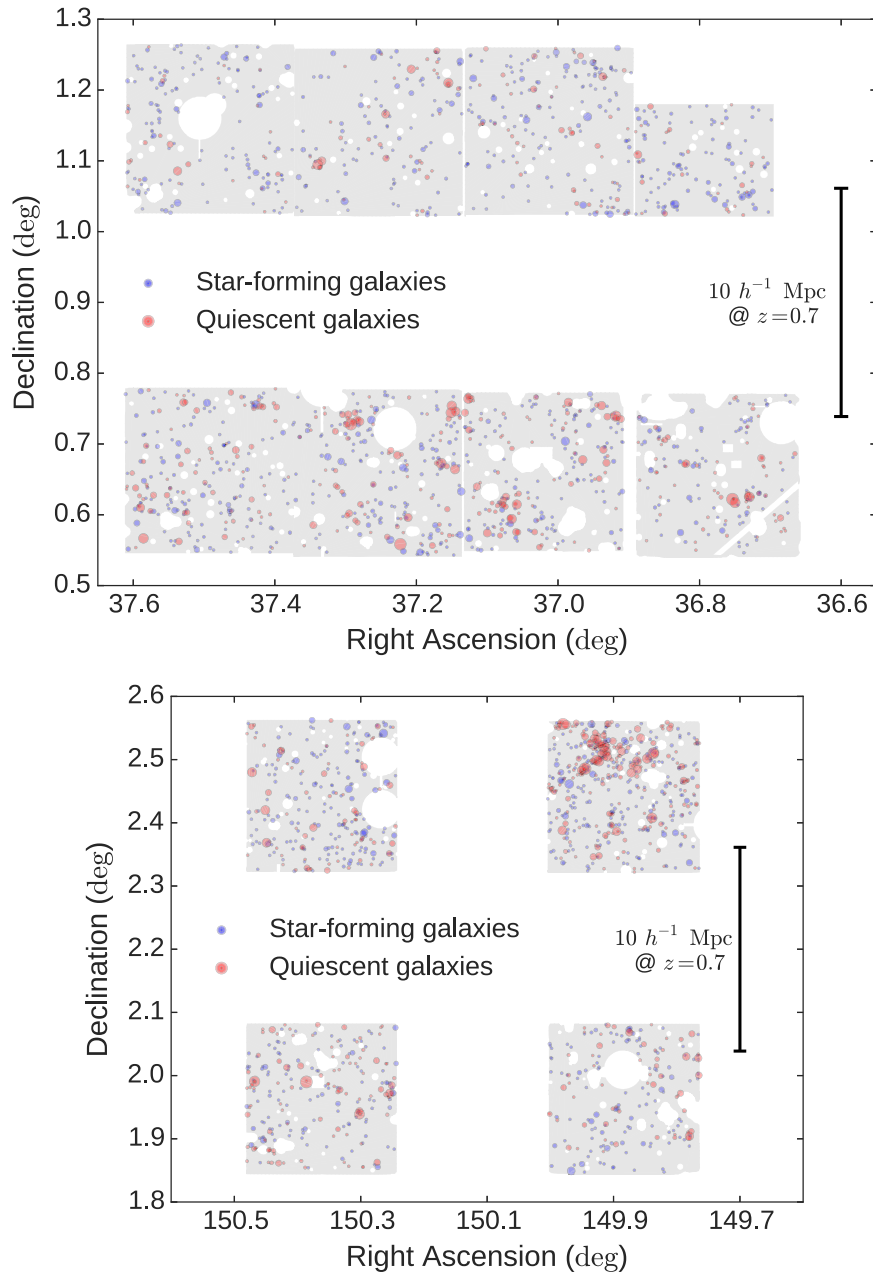 1.3
1.2
1.1
1.0
0.9
0.8
0.7
0.6
0.5
Declination (deg)
Star-forming galaxies
Quiescent galaxies
10 h⁻¹ Mpc
@ z=0.7
37.6 37.4 37.2 37.0 36.8 36.6
Right Ascension (deg)
2.6
2.5
2.4
2.3
2.2
2.1
2.0
1.9
1.8
Declination (deg)
Star-forming galaxies
Quiescent galaxies
10 h⁻¹ Mpc
@ z=0.7
150.5 150.3 150.1 149.9 149.7
Right Ascension (deg)